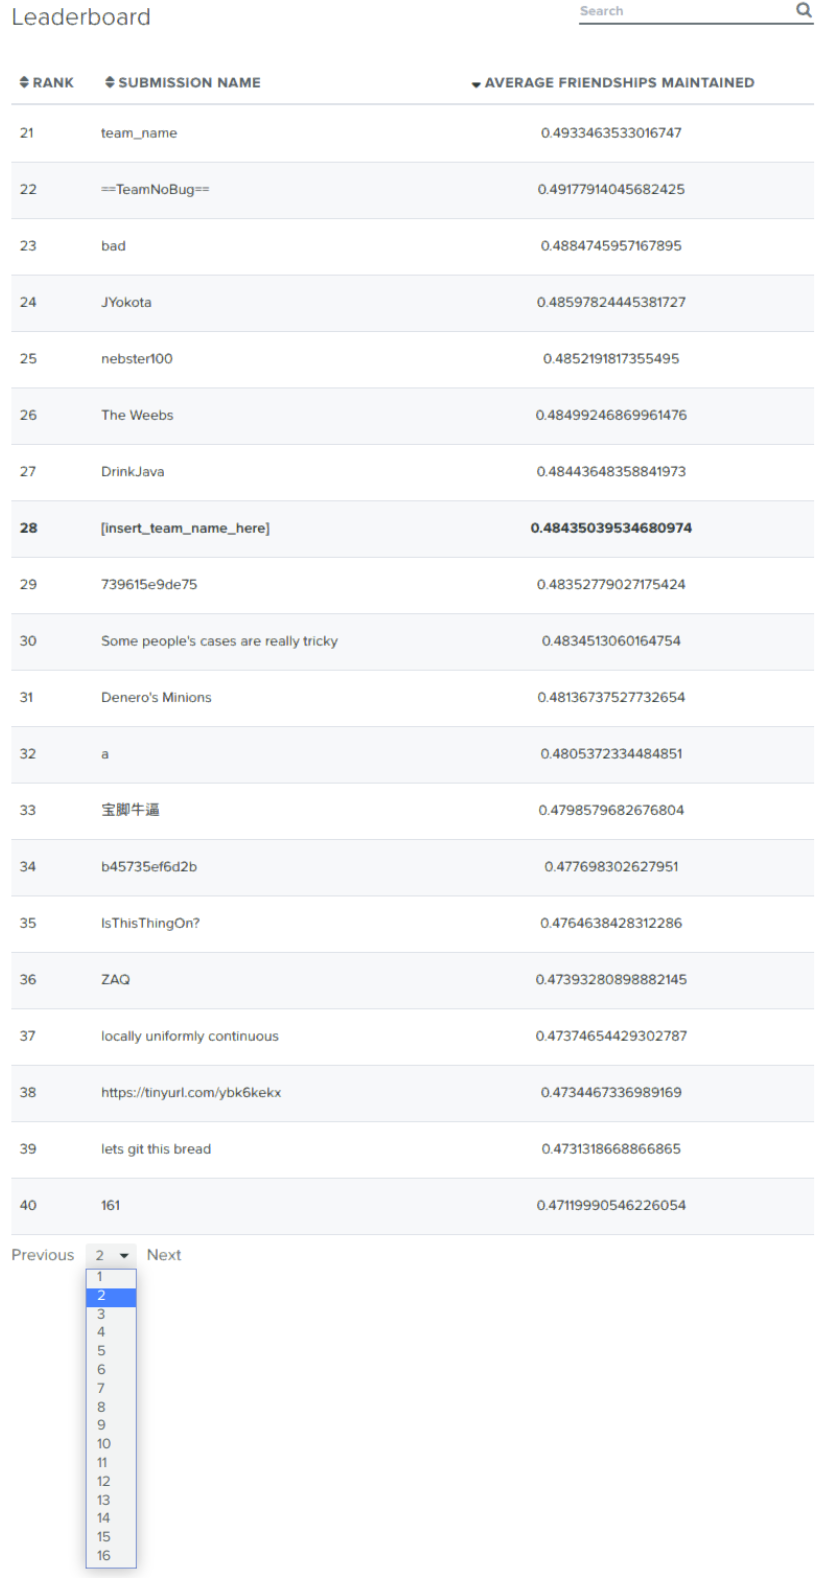 Leaderboard
Search
RANK SUBMISSION NAME AVERAGE FRIENDSHIPS MAINTAINED
21 team_name 0.4933463533016747
22 ==TeamNoBug== 0.49177914045682425
23 bad 0.4884745957167895
24 JYokota 0.48597824445381727
25 nebster100 0.4852191817355495
26 The Weebs 0.48499246869961476
27 DrinkJava 0.48443648358841973
28 [insert_team_name_here] 0.48435039534680974
29 739615e9de75 0.48352779027175424
30 Some people's cases are really tricky 0.4834513060164754
31 Denero's Minions 0.48136737527732654
32 a 0.4805372334484851
33 宝脚牛逼 0.4798579682676804
34 b45735ef6d2b 0.477698302627951
35 IsThisThingOn? 0.4764638428312286
36 ZAQ 0.47393280898882145
37 locally uniformly continuous 0.47374654429302787
38 https://tinyurl.com/ybk6kekx 0.4734467336989169
39 lets git this bread 0.4731318668866865
40 161 0.47119990546226054
Previous 2 Next
1
2
3
4
5
6
7
8
9
10
11
12
13
14
15
16